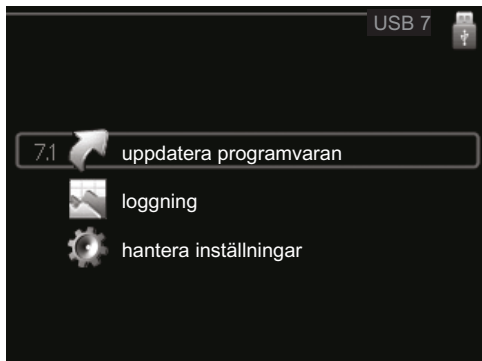 USB 7
7.1 uppdatera programvaran
loggning
hantera inställningar